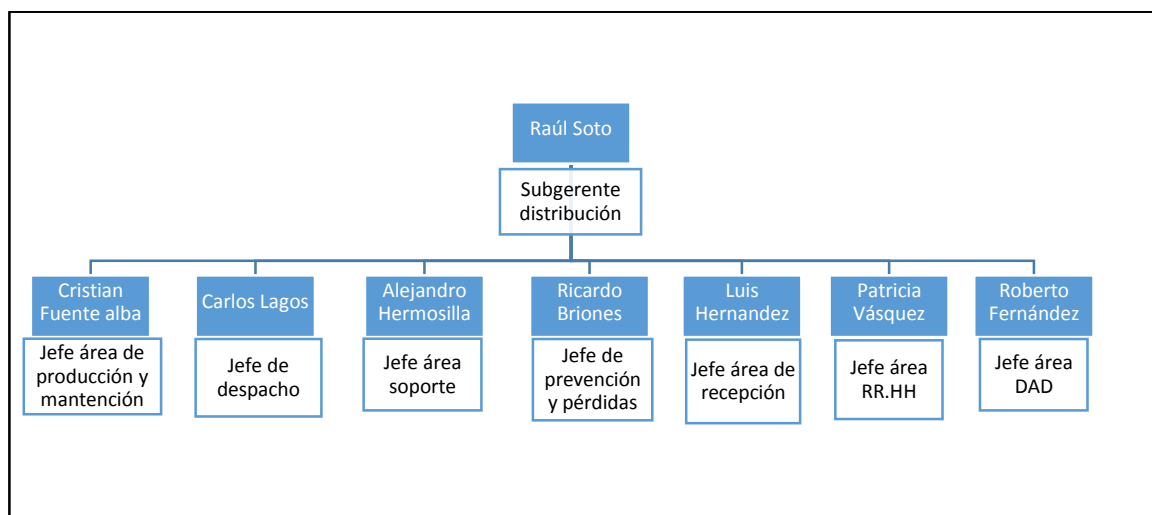 Raúl Soto
Subgerente
distribución
Cristian
Fuente alba
Jefe área de
producción y
mantención
Carlos Lagos
Jefe de
despacho
Alejandro
Hermosilla
Jefe área
soporte
Ricardo
Briones
Jefe de
prevención
y pérdidas
Luis
Hernandez
Jefe área de
recepción
Patricia
Vásquez
Jefe área
RR.HH
Roberto
Fernández
Jefe área
DAD